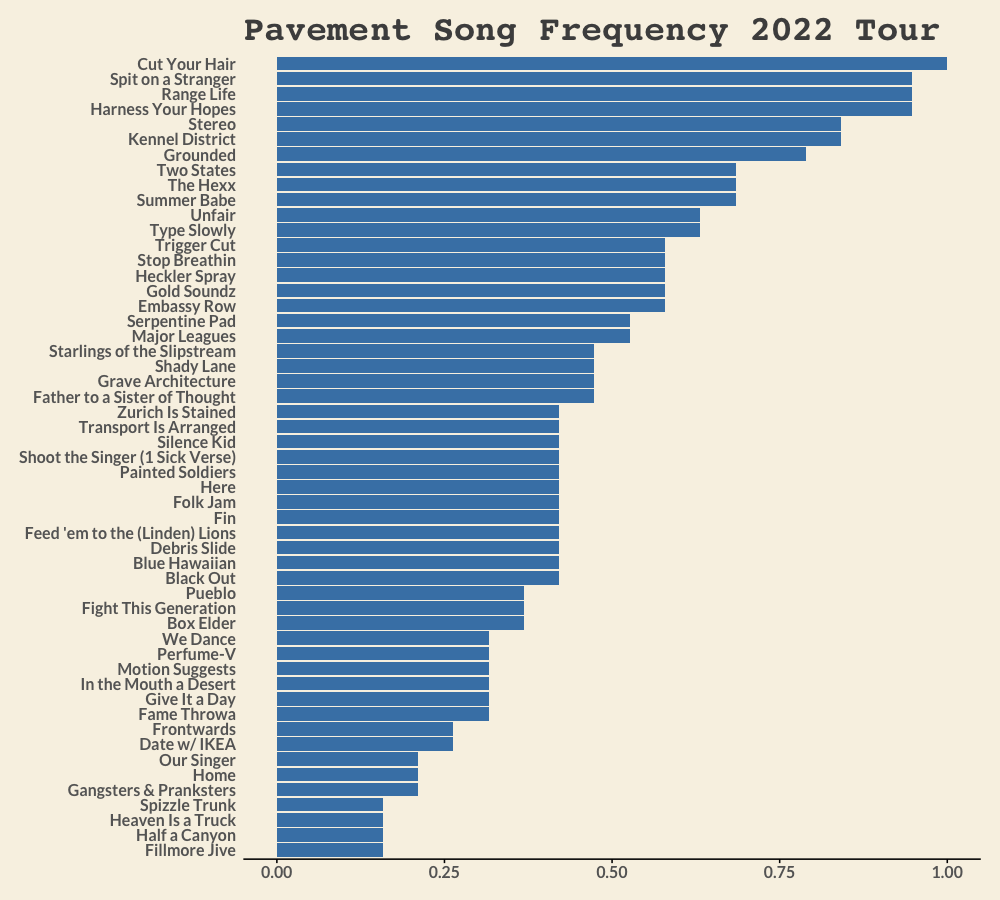 Pavement Song Frequency 2022 Tour
Cut Your Hair
Spit on a Stranger
Range Life
Harness Your Hopes
Stereo
Kennel District
Grounded
Two States
The Hexx
Summer Babe
Unfair
Type Slowly
Trigger Cut
Stop Breathin
Heckler Spray
Gold Soundz
Embassy Row
Serpentine Pad
Major Leagues
Starlings of the Slipstream
Shady Lane
Grave Architecture
Father to a Sister of Thought
Zurich Is Stained
Transport Is Arranged
Silence Kid
Shoot the Singer (1 Sick Verse)
Painted Soldiers
Here
Folk Jam
Fin
Feed 'em to the (Linden) Lions
Debris Slide
Blue Hawaiian
Black Out
Pueblo
Fight This Generation
Box Elder
We Dance
Perfume-V
Motion Suggests
In the Mouth a Desert
Give It a Day
Fame Throwa
Frontwards
Date w/ IKEA
Our Singer
Home
Gangsters & Pranksters
Spizzle Trunk
Heaven Is a Truck
Half a Canyon
Fillmore Jive
0.00 0.25 0.50 0.75 1.00